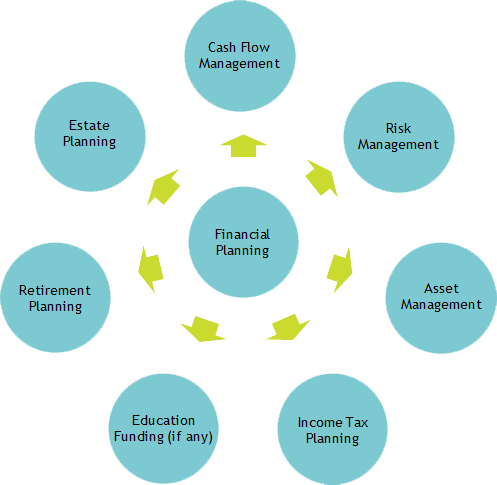 Cash Flow
Management
Estate
Planning
Risk
Management
Financial
Planning
Retirement
Planning
Asset
Management
Education
Funding (if any)
Income Tax
Planning